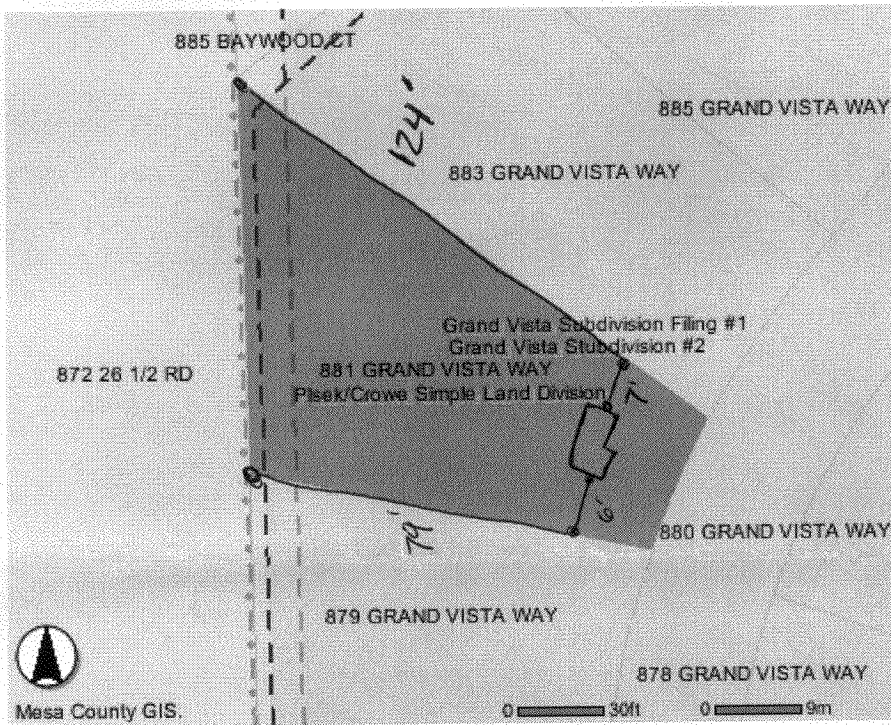 885 BAYWOOD CT
124'
885 GRAND VISTA WAY
883 GRAND VISTA WAY
Grand Vista Subdivision Filing #1
Grand Vista Stubdivision #2
872 26 1/2 RD
881 GRAND VISTA WAY
Plsek/Crowe Simple Land Division
7'
6'
79'
880 GRAND VISTA WAY
879 GRAND VISTA WAY
878 GRAND VISTA WAY
Mesa County GIS.
0 30ft 0 9m